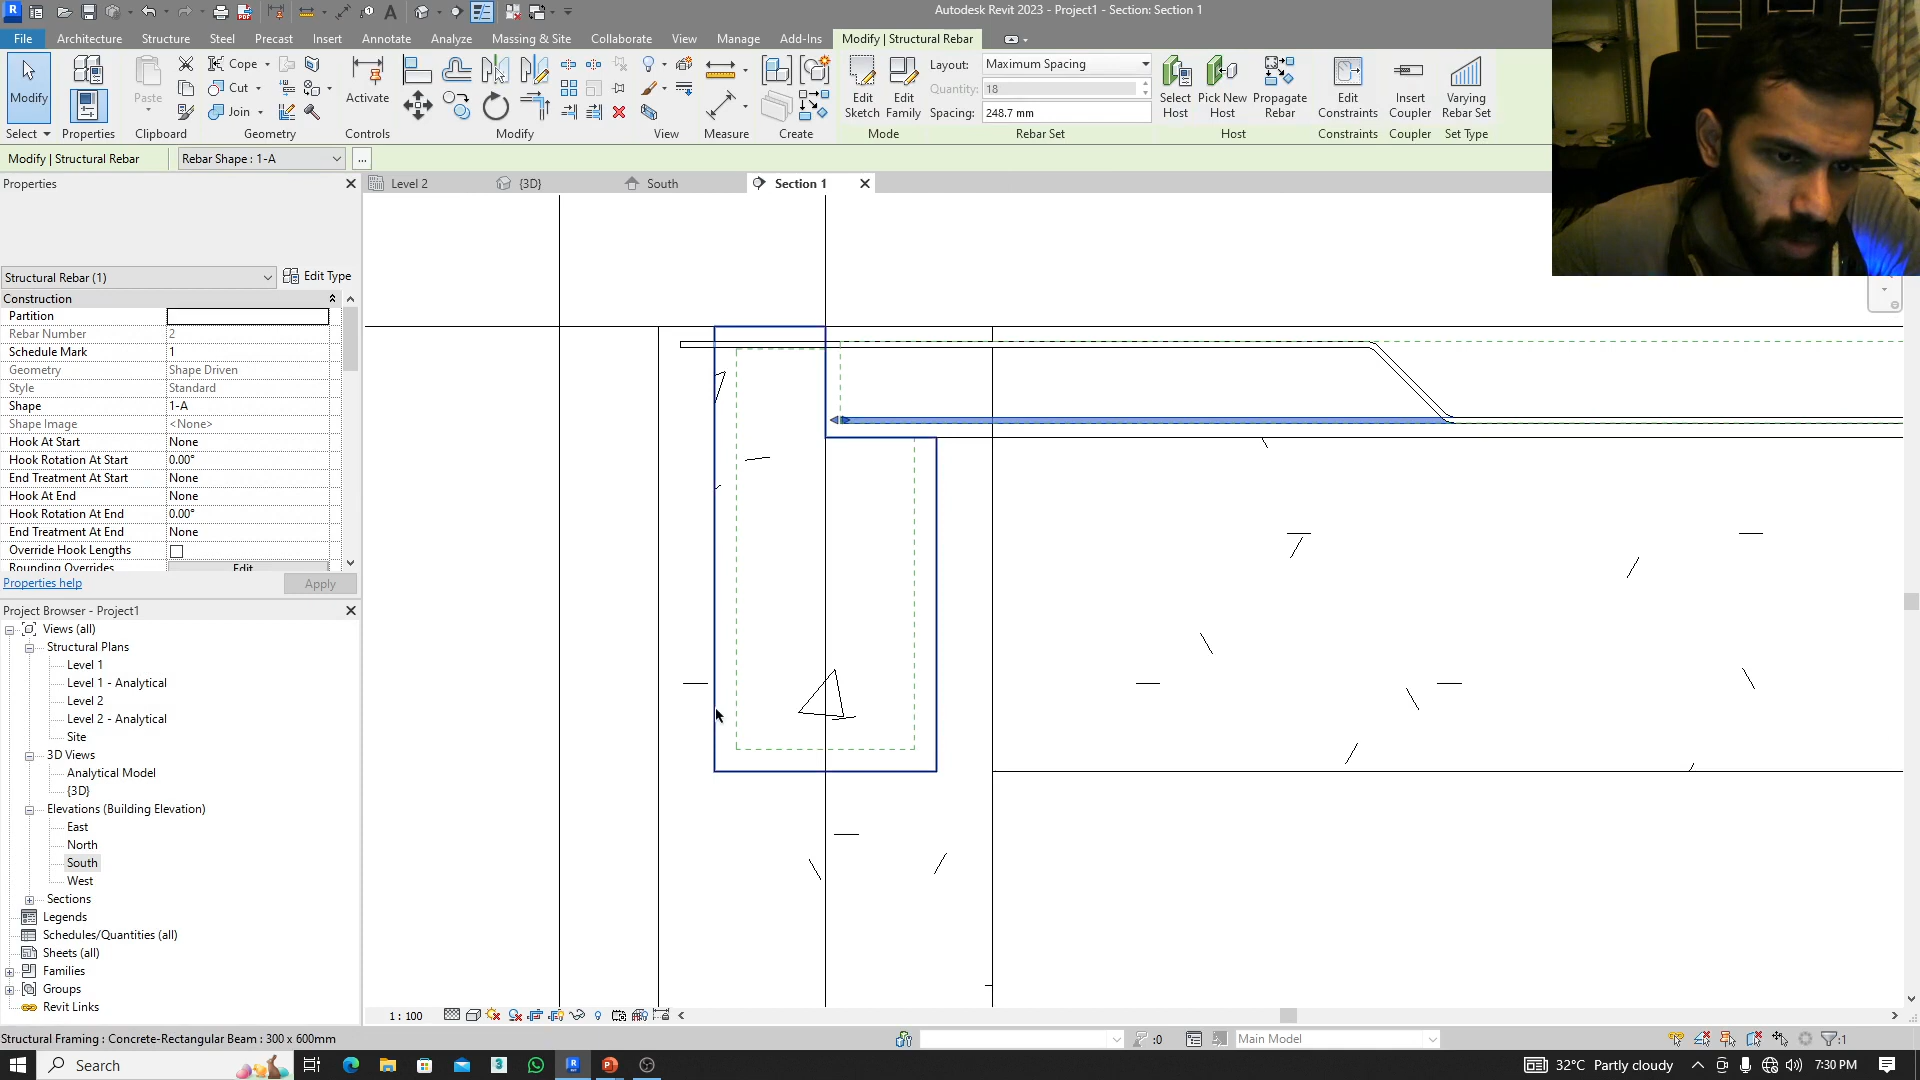 Autodesk Revit 2023 - Project1 - Section: Section 1
File Architecture Structure Steel Precast Insert Annotate Analyze Massing & Site Collaborate View Manage Add-Ins Modify | Structural Rebar
Modify
Paste
Cope
Cut
Join
Activate
Edit Sketch
Edit Family
Layout: Maximum Spacing
Quantity: 18
Spacing: 248.7 mm
Select Host
Pick New Host
Propagate Rebar
Edit Constraints
Insert Coupler
Varying Rebar Set
Select Properties Clipboard Geometry Controls Modify View Measure Create Mode Rebar Set Host Constraints Coupler Set Type
Modify | Structural Rebar Rebar Shape : 1-A ...
Properties
Level 2 {3D} South Section 1
Structural Rebar (1) Edit Type
Construction
Partition
Rebar Number 2
Schedule Mark 1
Geometry Shape Driven
Style Standard
Shape 1-A
Shape Image <None>
Hook At Start None
Hook Rotation At Start 0.00°
End Treatment At Start None
Hook At End None
Hook Rotation At End 0.00°
End Treatment At End None
Override Hook Lengths
Rounding Overrides Edit
Properties help Apply
Project Browser - Project1
Views (all)
Structural Plans
Level 1
Level 1 - Analytical
Level 2
Level 2 - Analytical
Site
3D Views
Analytical Model
{3D}
Elevations (Building Elevation)
East
North
South
West
Sections
Legends
Schedules/Quantities (all)
Sheets (all)
Families
Groups
Revit Links
1 : 100
Structural Framing : Concrete-Rectangular Beam : 300 x 600mm :0 Main Model :1
Search 32°C Partly cloudy 7:30 PM